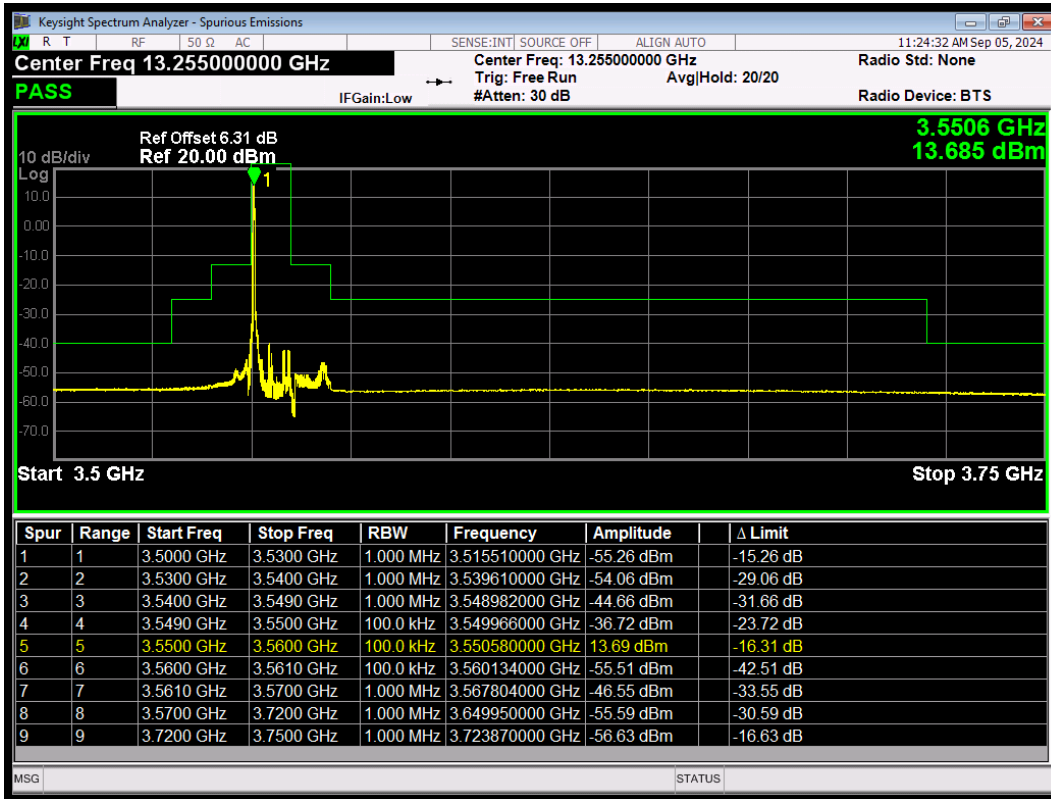 Keysight Spectrum Analyzer - Spurious Emissions
LXI R T RF 50 Ω AC SENSE:INT SOURCE OFF ALIGN AUTO 11:24:32 AM Sep 05, 2024
Center Freq 13.255000000 GHz Center Freq: 13.255000000 GHz Radio Std: None
Trig: Free Run Avg|Hold: 20/20
PASS IFGain:Low #Atten: 30 dB Radio Device: BTS
3.5506 GHz
Ref Offset 6.31 dB
10 dB/div Ref 20.00 dBm 13.685 dBm
Log
1
10.0
0.00
-10.0
-20.0
-30.0
-40.0
-50.0
-60.0
-70.0
Start 3.5 GHz Stop 3.75 GHz
Spur Range Start Freq Stop Freq RBW Frequency Amplitude Δ Limit
1 1 3.5000 GHz 3.5300 GHz 1.000 MHz 3.515510000 GHz -55.26 dBm -15.26 dB
2 2 3.5300 GHz 3.5400 GHz 1.000 MHz 3.539610000 GHz -54.06 dBm -29.06 dB
3 3 3.5400 GHz 3.5490 GHz 1.000 MHz 3.548982000 GHz -44.66 dBm -31.66 dB
4 4 3.5490 GHz 3.5500 GHz 100.0 kHz 3.549966000 GHz -36.72 dBm -23.72 dB
5 5 3.5500 GHz 3.5600 GHz 100.0 kHz 3.550580000 GHz 13.69 dBm -16.31 dB
6 6 3.5600 GHz 3.5610 GHz 100.0 kHz 3.560134000 GHz -55.51 dBm -42.51 dB
7 7 3.5610 GHz 3.5700 GHz 1.000 MHz 3.567804000 GHz -46.55 dBm -33.55 dB
8 8 3.5700 GHz 3.7200 GHz 1.000 MHz 3.649950000 GHz -55.59 dBm -30.59 dB
9 9 3.7200 GHz 3.7500 GHz 1.000 MHz 3.723870000 GHz -56.63 dBm -16.63 dB
MSG STATUS